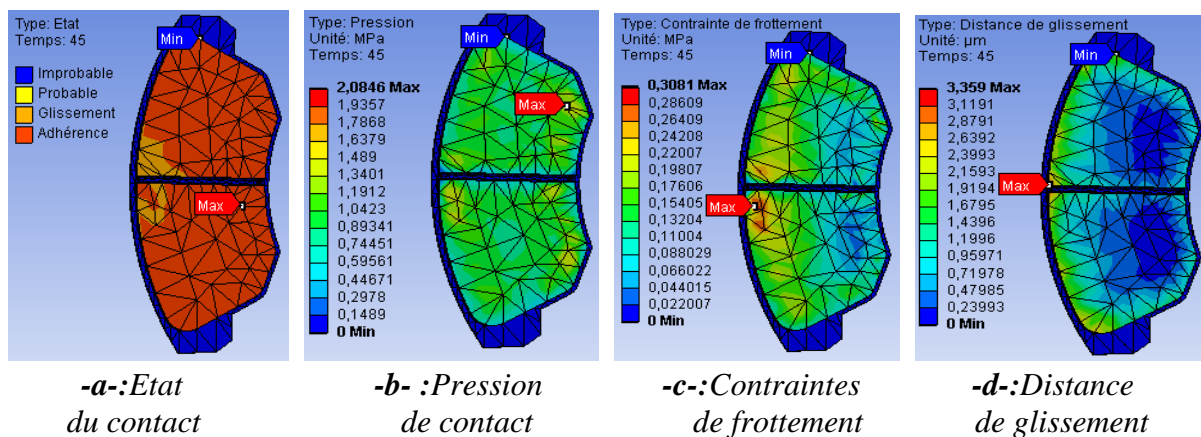 Type: Etat
Temps: 45
Min
Improbable
Probable
Glissement
Adhérence
Max
Type: Pression
Unité: MPa
Temps: 45
Min
Max
2,0846 Max
1,9357
1,7868
1,6379
1,489
1,3401
1,1912
1,0423
0,89341
0,74451
0,59561
0,44671
0,2978
0,1489
0 Min
Type: Contrainte de frottement
Unité: MPa
Temps: 45
Min
0,3081 Max
0,28609
0,26409
0,24208
0,22007
0,19807
0,17606
0,15405
0,13204
0,11004
0,088029
0,066022
0,044015
0,022007
0 Min
Max
Type: Distance de glissement
Unité: µm
Temps: 45
Min
3,359 Max
3,1191
2,8791
2,6392
2,3993
2,1593
1,9194
1,6795
1,4396
1,1996
0,95971
0,71978
0,47985
0,23993
0 Min
Max
-a-:Etat
du contact
-b- :Pression
de contact
-c-:Contraintes
de frottement
-d-:Distance
de glissement